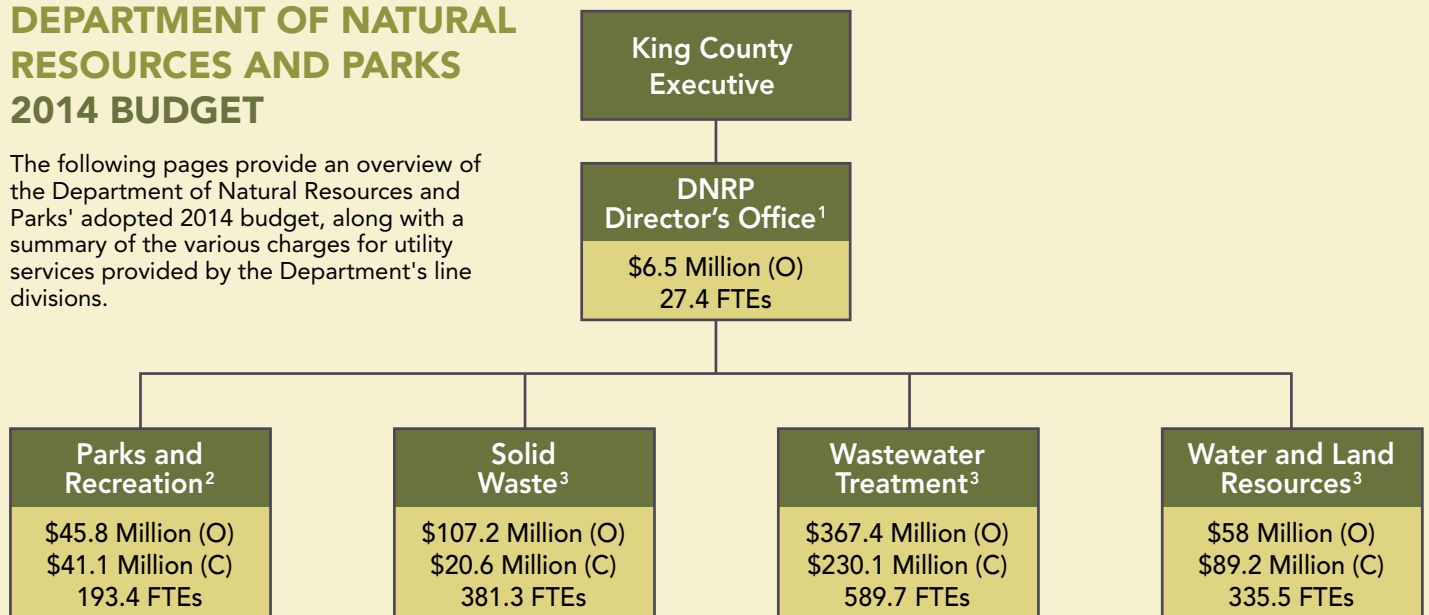 DEPARTMENT OF NATURAL
RESOURCES AND PARKS
2014 BUDGET
The following pages provide an overview of
the Department of Natural Resources and
Parks' adopted 2014 budget, along with a
summary of the various charges for utility
services provided by the Department's line
divisions.
King County
Executive
DNRP
Director’s Office¹
$6.5 Million (O)
27.4 FTEs
Parks and
Recreation²
$45.8 Million (O)
$41.1 Million (C)
193.4 FTEs
Solid
Waste³
$107.2 Million (O)
$20.6 Million (C)
381.3 FTEs
Wastewater
Treatment³
$367.4 Million (O)
$230.1 Million (C)
589.7 FTEs
Water and Land
Resources³
$58 Million (O)
$89.2 Million (C)
335.5 FTEs